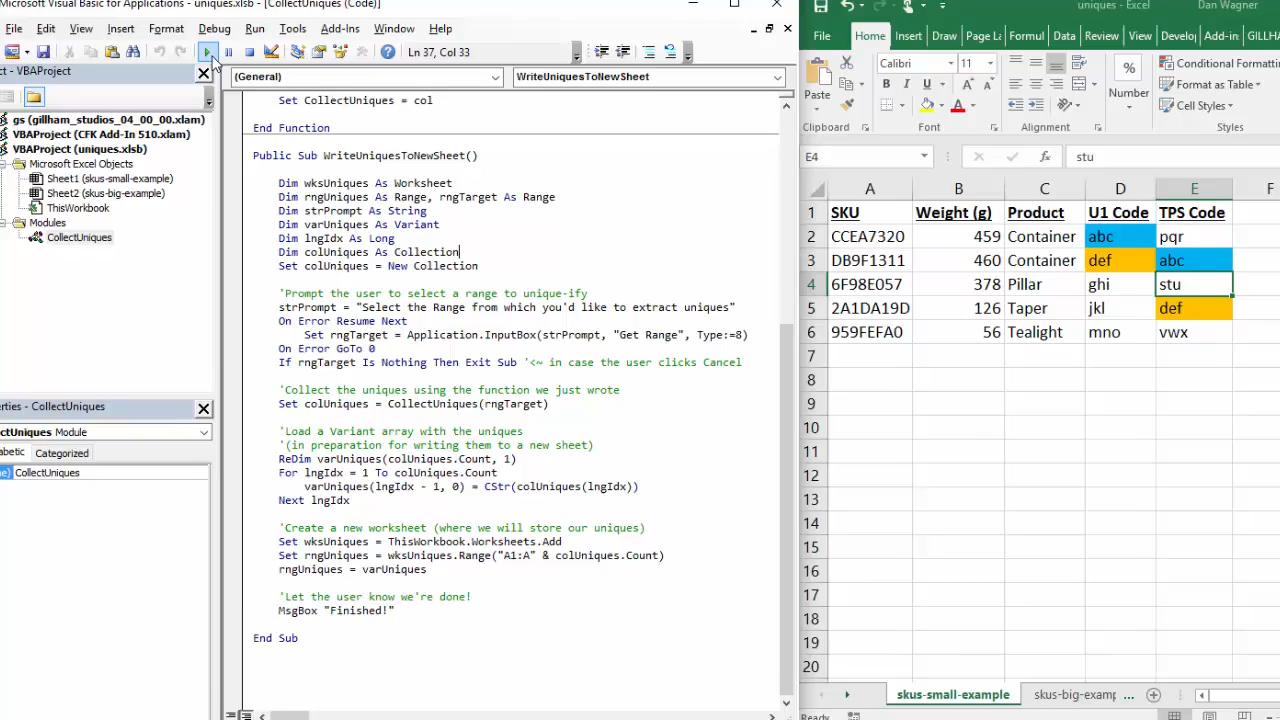 Microsoft Visual Basic for Applications - uniques.xlsb - [CollectUniques (Code)]
File Edit View Insert Format Debug Run Tools Add-Ins Window Help
Ln 37, Col 33
ct - VBAProject
gs (gillham_studios_04_00_00.xlam)
VBAProject (CFK Add-In 510.xlam)
VBAProject (uniques.xlsb)
Microsoft Excel Objects
Sheet1 (skus-small-example)
Sheet2 (skus-big-example)
ThisWorkbook
Modules
CollectUniques
erties - CollectUniques
ctUniques Module
abetic Categorized
e) CollectUniques
(General) WriteUniquesToNewSheet
Set CollectUniques = col
End Function
Public Sub WriteUniquesToNewSheet()
Dim wksUniques As Worksheet
Dim rngUniques As Range, rngTarget As Range
Dim strPrompt As String
Dim varUniques As Variant
Dim lngIdx As Long
Dim colUniques As Collection
Set colUniques = New Collection
'Prompt the user to select a range to unique-ify
strPrompt = "Select the Range from which you'd like to extract uniques"
On Error Resume Next
Set rngTarget = Application.InputBox(strPrompt, "Get Range", Type:=8)
On Error GoTo 0
If rngTarget Is Nothing Then Exit Sub '<~ in case the user clicks Cancel
'Collect the uniques using the function we just wrote
Set colUniques = CollectUniques(rngTarget)
'Load a Variant array with the uniques
'(in preparation for writing them to a new sheet)
ReDim varUniques(colUniques.Count, 1)
For lngIdx = 1 To colUniques.Count
varUniques(lngIdx - 1, 0) = CStr(colUniques(lngIdx))
Next lngIdx
'Create a new worksheet (where we will store our uniques)
Set wksUniques = ThisWorkbook.Worksheets.Add
Set rngUniques = wksUniques.Range("A1:A" & colUniques.Count)
rngUniques = varUniques
'Let the user know we're done!
MsgBox "Finished!"
End Sub
uniques - Excel Dan Wagner
File Home Insert Draw Page La Formul Data Review View Develo Add-in GILLHA
Paste
Calibri 11
B I U
A A
%
Number
Conditional Formatting
Format as Table
Cell Styles
Clipboard Font Alignment Styles
E4 fx stu
A B C D E F
1 SKU Weight (g) Product U1 Code TPS Code
2 CCEA7320 459 Container abc pqr
3 DB9F1311 460 Container def abc
4 6F98E057 378 Pillar ghi stu
5 2A1DA19D 126 Taper jkl def
6 959FEFA0 56 Tealight mno vwx
7
8
9
10
11
12
13
14
15
16
17
18
19
20
skus-small-example skus-big-examp ...
Ready